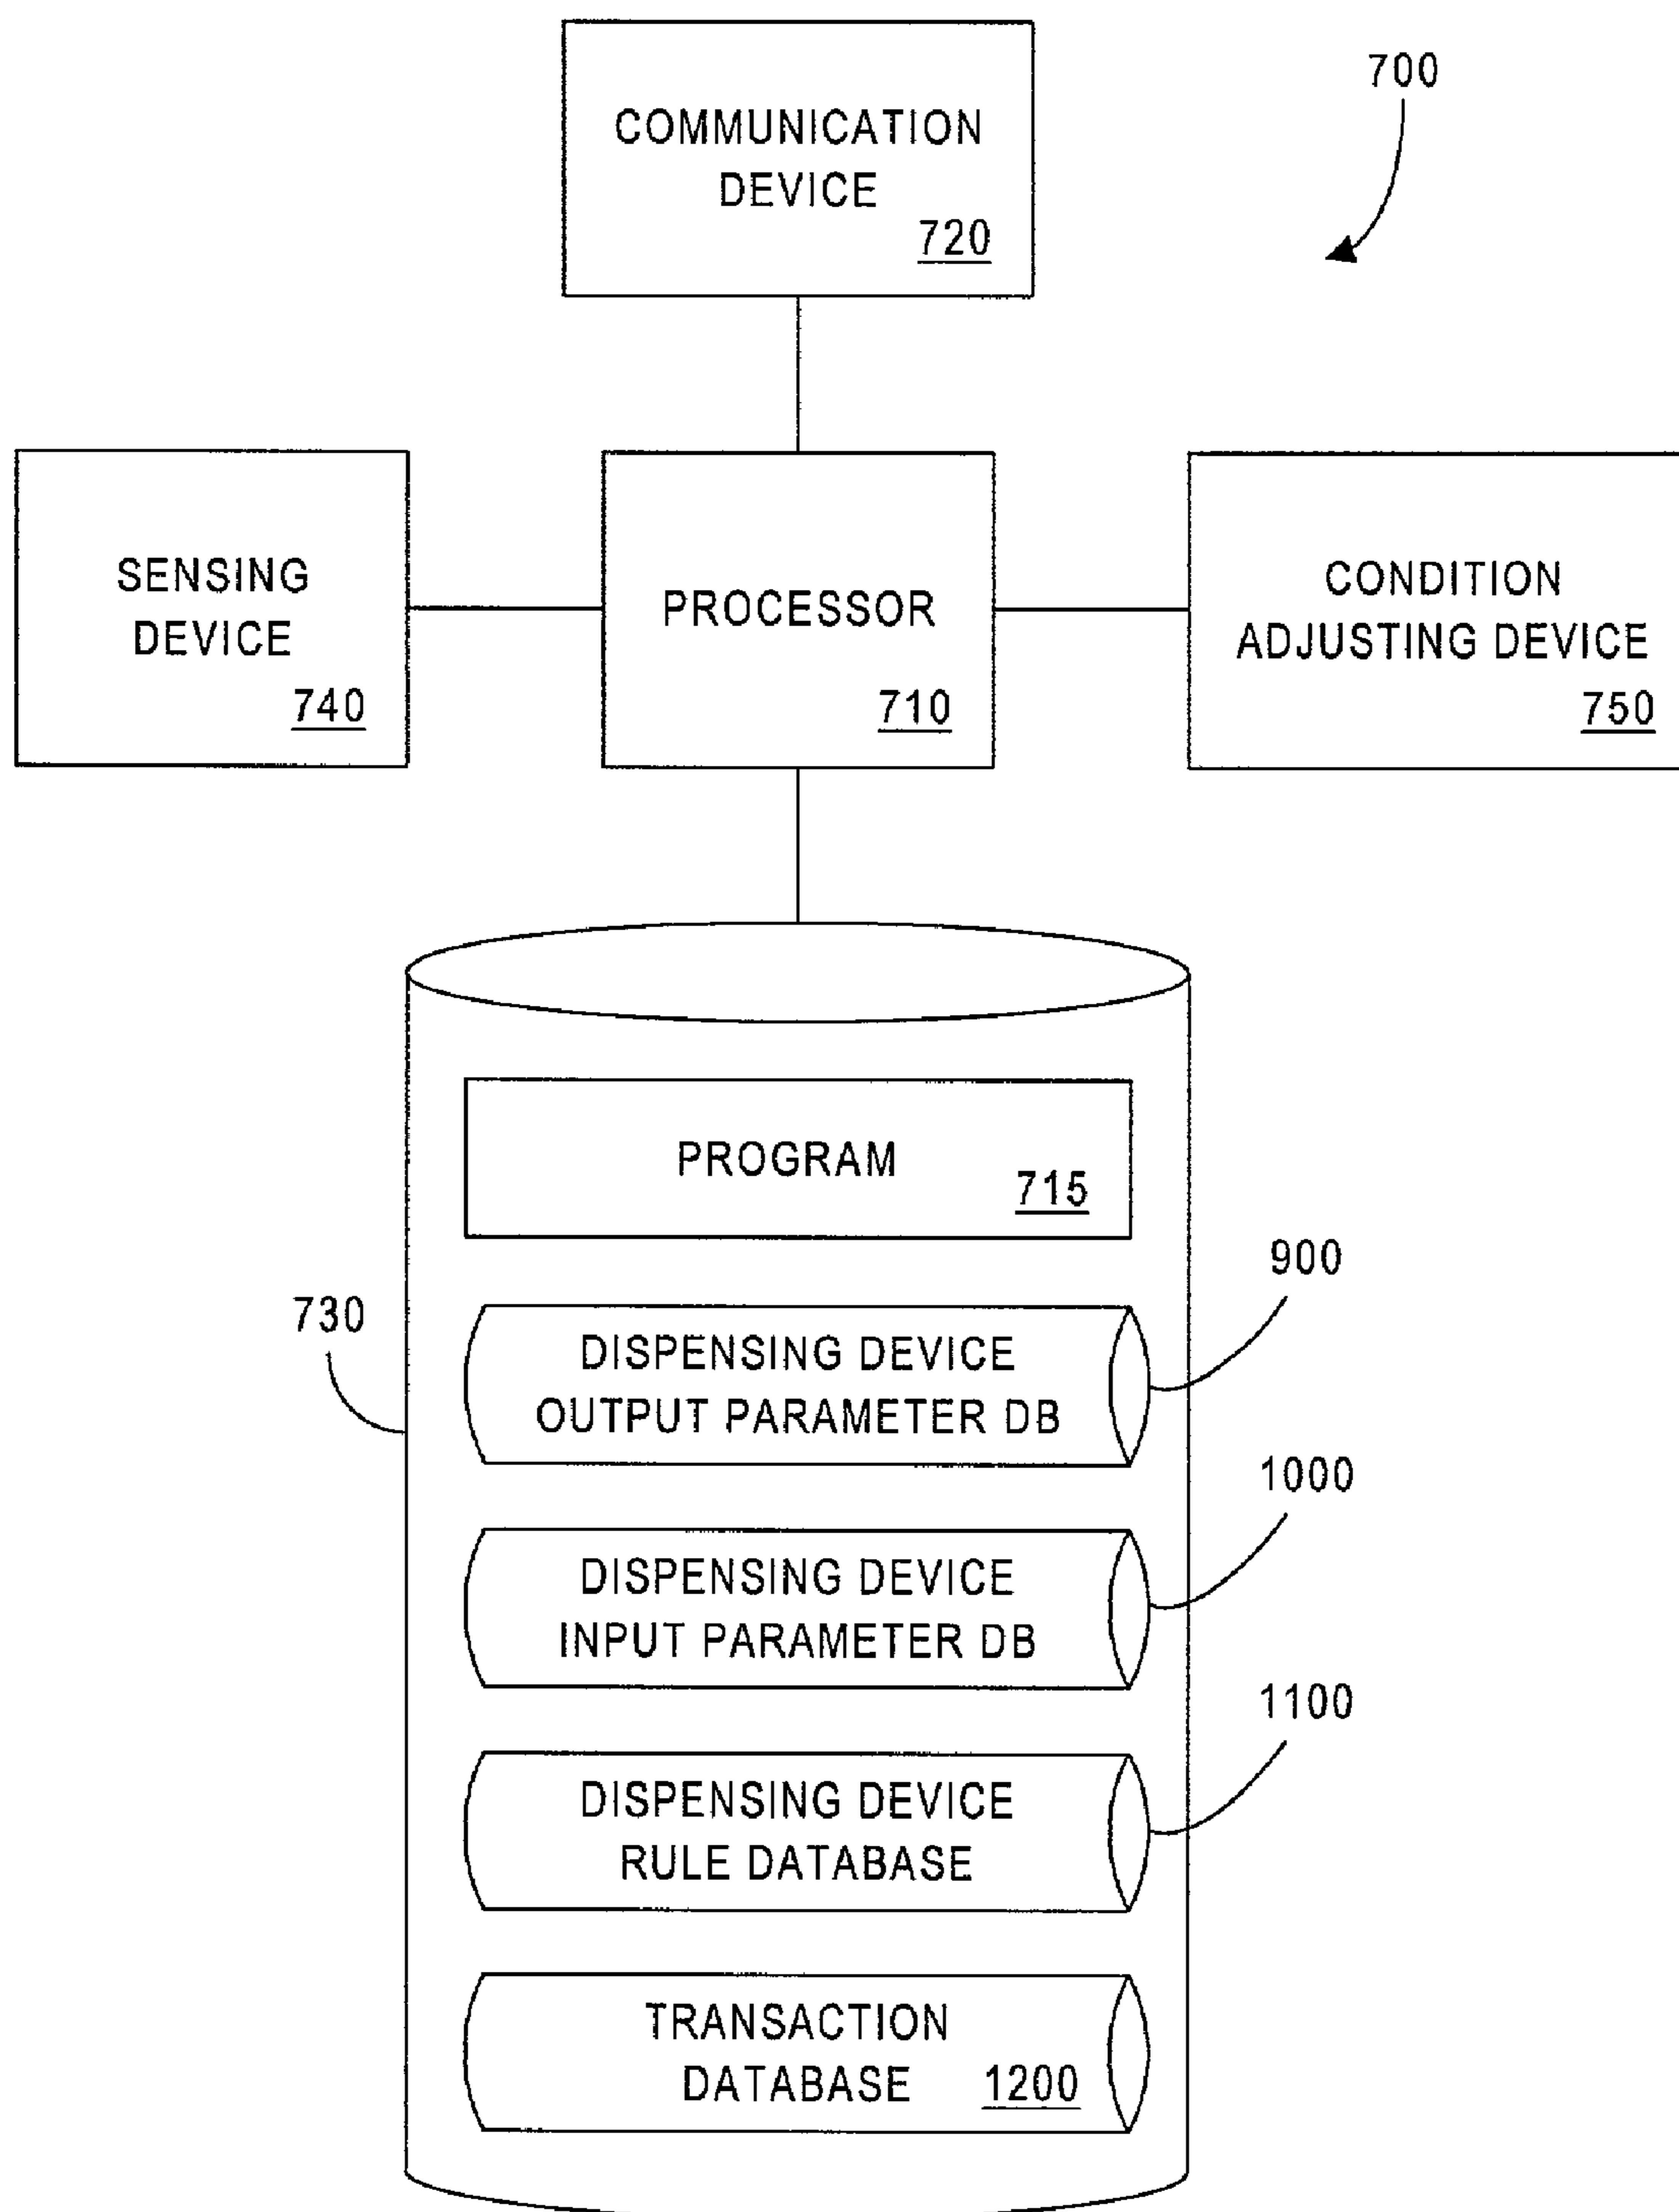 700
COMMUNICATION
DEVICE
720
SENSING
DEVICE
740
PROCESSOR
710
CONDITION
ADJUSTING DEVICE
750
PROGRAM
715
730
DISPENSING DEVICE
OUTPUT PARAMETER DB
900
DISPENSING DEVICE
INPUT PARAMETER DB
1000
DISPENSING DEVICE
RULE DATABASE
1100
TRANSACTION
DATABASE
1200